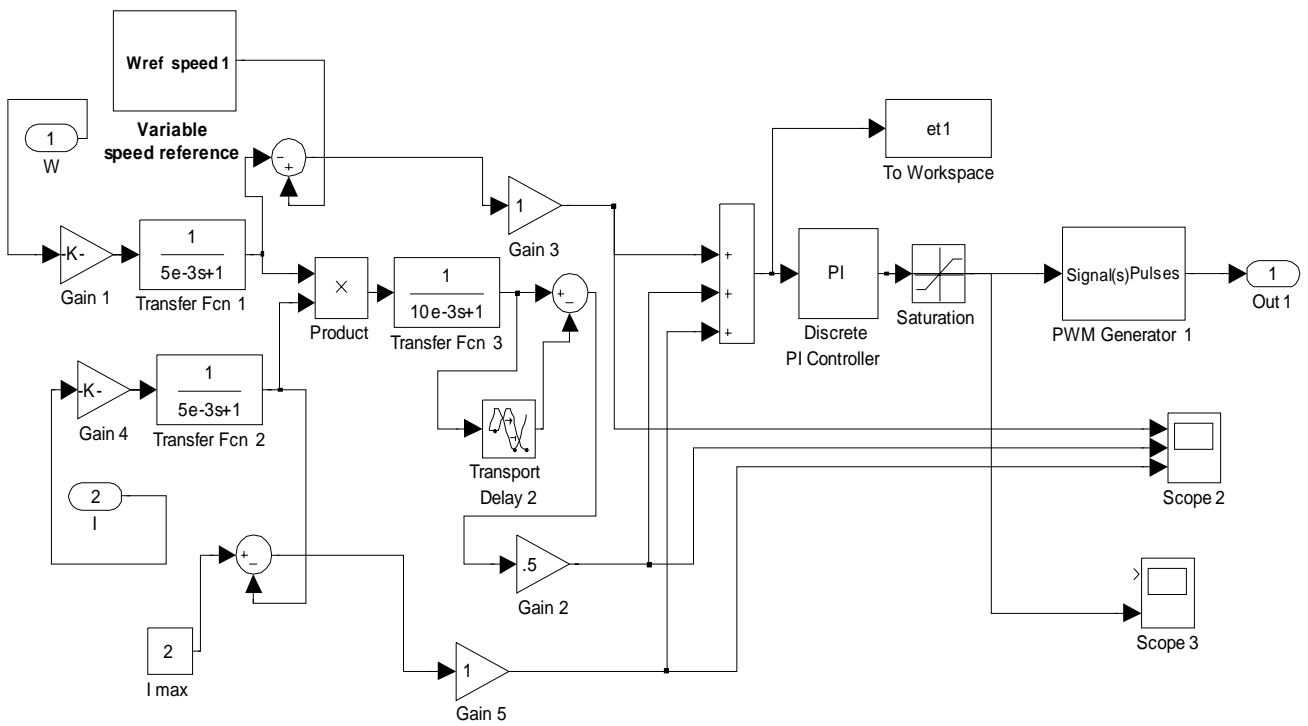 Wref speed 1
Variable
speed reference
1
W
-K-
Gain 1
1
5e-3s+1
Transfer Fcn 1
-
+
1
Gain 3
×
Product
1
10e-3s+1
Transfer Fcn 3
+
–
-K-
Gain 4
1
5e-3s+1
Transfer Fcn 2
Transport
Delay 2
2
I
+
–
2
I max
.5
Gain 2
1
Gain 5
+
+
+
et1
To Workspace
PI
Discrete
PI Controller
Saturation
Signal(s) Pulses
PWM Generator 1
1
Out 1
Scope 2
Scope 3